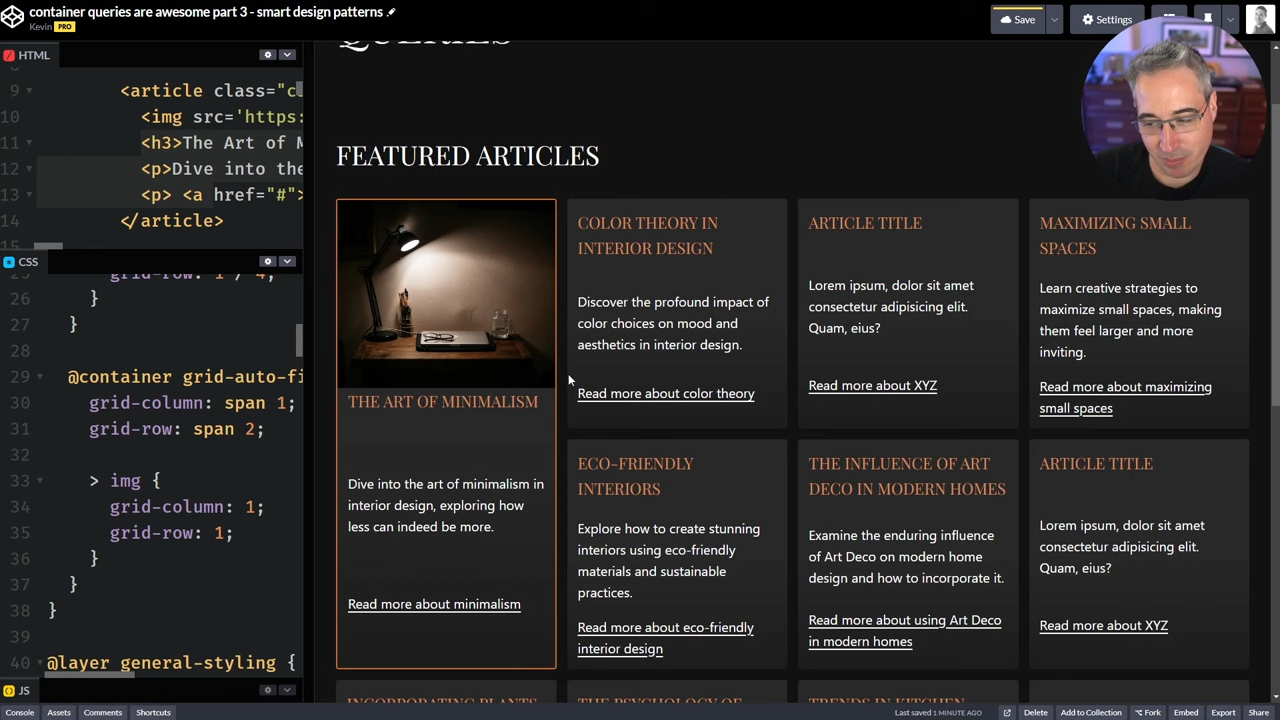 container queries are awesome part 3 - smart design patterns
Kevin PRO
Save
Settings
HTML
9
<article class="c
10
<img src='https:
11
<h3>The Art of M
12
<p>Dive into the
13
<p> <a href="#">
14
</article>
15
CSS
26
}
27
}
28
29
@container grid-auto-fi
30
grid-column: span 1;
31
grid-row: span 2;
32
33
> img {
34
grid-column: 1;
35
grid-row: 1;
36
}
37
}
38
}
39
40
@layer general-styling {
JS
QUERIES
FEATURED ARTICLES
THE ART OF MINIMALISM
Dive into the art of minimalism in
interior design, exploring how
less can indeed be more.
Read more about minimalism
COLOR THEORY IN
INTERIOR DESIGN
Discover the profound impact of
color choices on mood and
aesthetics in interior design.
Read more about color theory
ARTICLE TITLE
Lorem ipsum, dolor sit amet
consectetur adipisicing elit.
Quam, eius?
Read more about XYZ
MAXIMIZING SMALL
SPACES
Learn creative strategies to
maximize small spaces, making
them feel larger and more
inviting.
Read more about maximizing
small spaces
ECO-FRIENDLY
INTERIORS
Explore how to create stunning
interiors using eco-friendly
materials and sustainable
practices.
Read more about eco-friendly
interior design
THE INFLUENCE OF ART
DECO IN MODERN HOMES
Examine the enduring influence
of Art Deco on modern home
design and how to incorporate it.
Read more about using Art Deco
in modern homes
ARTICLE TITLE
Lorem ipsum, dolor sit amet
consectetur adipisicing elit.
Quam, eius?
Read more about XYZ
INCORPORATING PLANTS
THE PSYCHOLOGY OF
TRENDS IN KITCHEN
Console
Assets
Comments
Shortcuts
Last saved 1 MINUTE AGO
Delete
Add to Collection
Fork
Embed
Export
Share